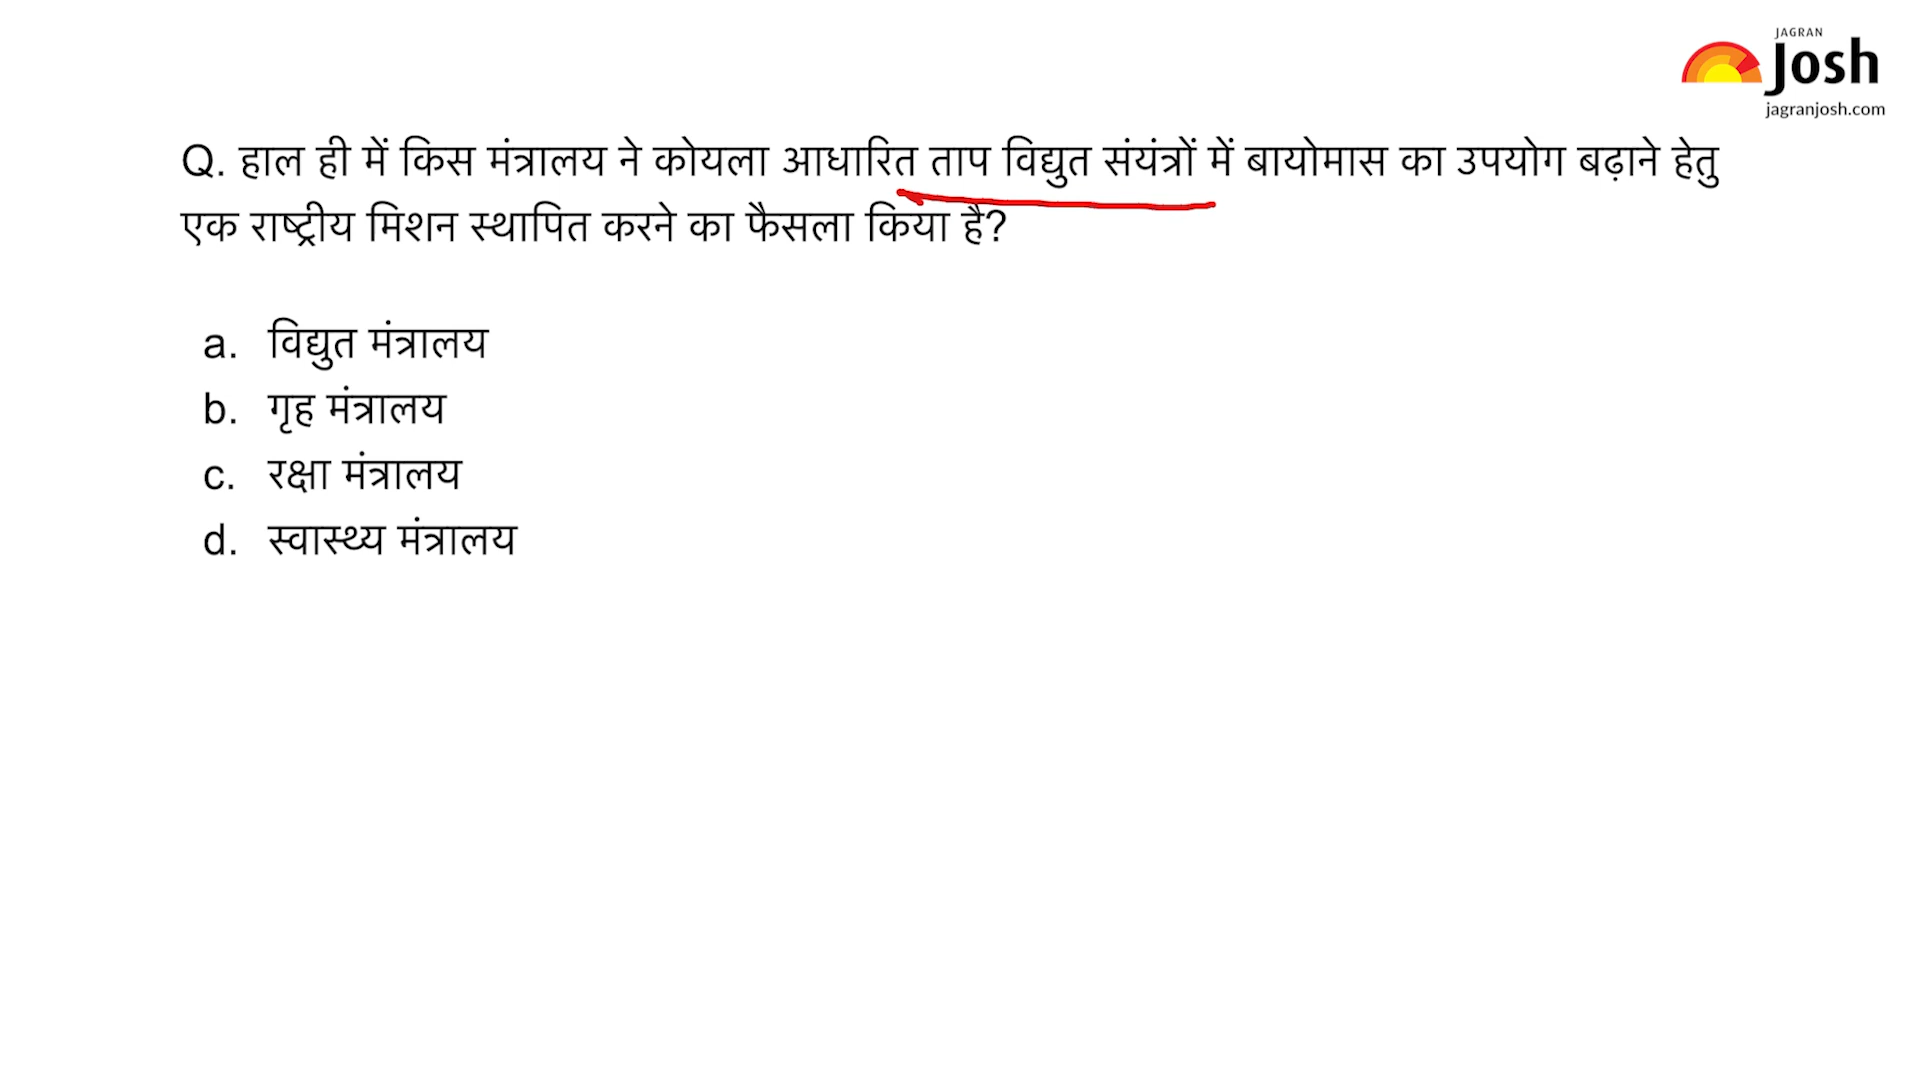 JAGRAN
Josh
jagranjosh.com
Q. हाल ही में किस मंत्रालय ने कोयला आधारित ताप विद्युत संयंत्रों में बायोमास का उपयोग बढ़ाने हेतु
एक राष्ट्रीय मिशन स्थापित करने का फैसला किया है?
a. विद्युत मंत्रालय
b. गृह मंत्रालय
c. रक्षा मंत्रालय
d. स्वास्थ्य मंत्रालय